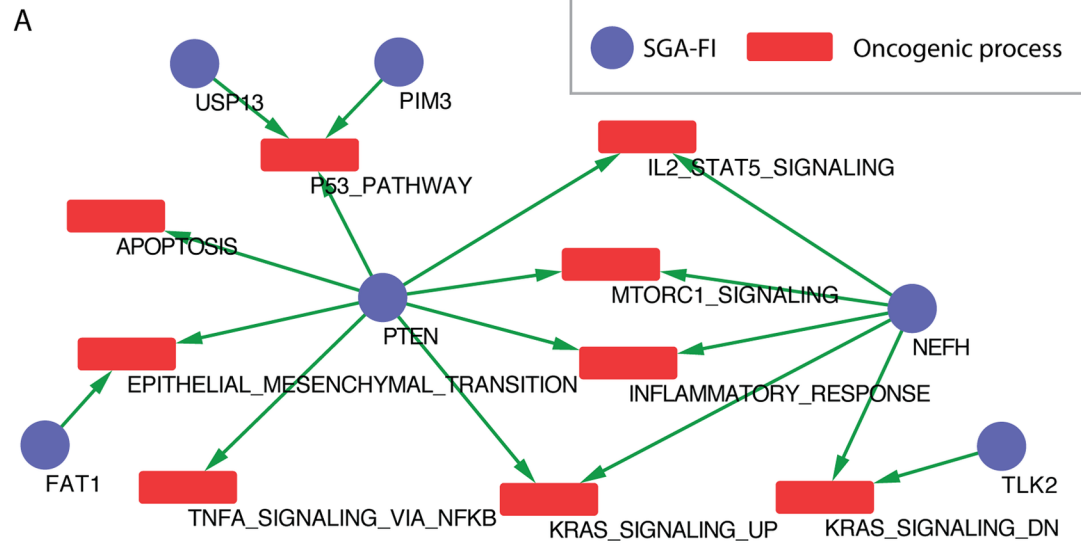 A
SGA-FI
Oncogenic process
USP13
PIM3
P53_PATHWAY
IL2_STAT5_SIGNALING
APOPTOSIS
MTORC1_SIGNALING
PTEN
NEFH
EPITHELIAL_MESENCHYMAL_TRANSITION
INFLAMMATORY_RESPONSE
FAT1
TLK2
TNFA_SIGNALING_VIA_NFKB
KRAS_SIGNALING_UP
KRAS_SIGNALING_DN